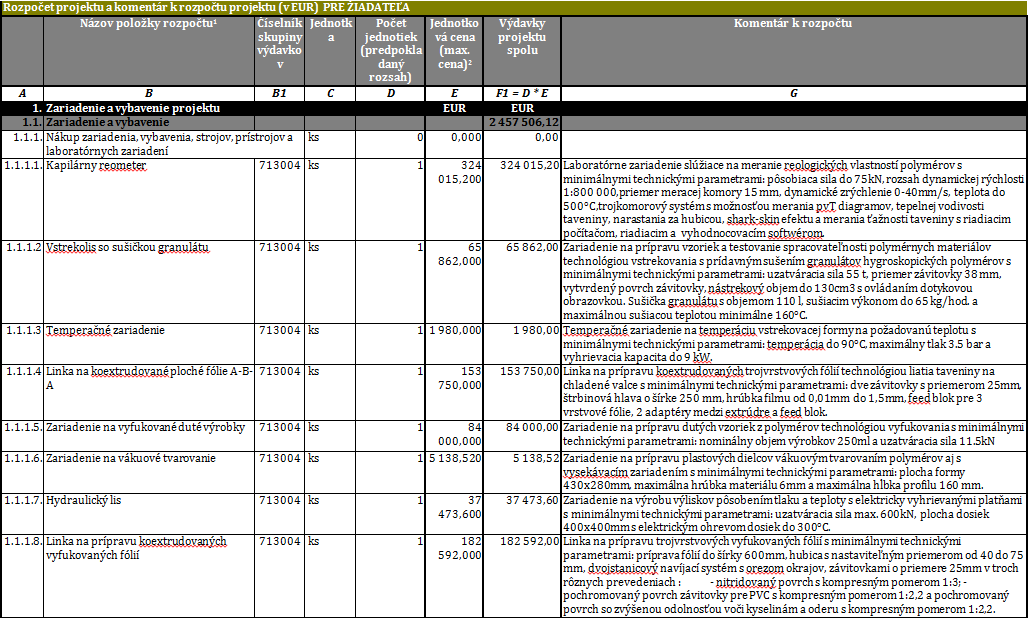 Rozpočet projektu a komentár k rozpočtu projektu (v EUR) PRE ŽIADATEĽA
Názov položky rozpočtu¹
Číselník skupiny výdavko v
Jednotk a
Počet jednotiek (predpokla daný rozsah)
Jednotko vá cena (max. cena)²
Výdavky projektu spolu
Komentár k rozpočtu
A B B1 C D E F1 = D * E G
1. Zariadenie a vybavenie projektu EUR EUR
1.1. Zariadenie a vybavenie 2 457 506,12
1.1.1. Nákup zariadenia, vybavenia, strojov, prístrojov a ks 0 0,000 0,00
laboratórnych zariadení
1.1.1.1. Kapilárny reometer 713004 ks 1 324 324 015,20 Laboratórne zariadenie slúžiace na meranie reologických vlastností polymérov s
015,200 minimálnymi technickými parametrami: pôsobiaca sila do 75kN, rozsah dynamickej rýchlosti
1:800 000,priemer meracej komory 15 mm, dynamické zrýchlenie 0-40mm/s, teplota do
500°C,trojkomorový systém s možnosťou merania pvT diagramov, tepelnej vodivosti
taveniny, narastania za hubicou, shark-skin efektu a merania ťažnosti taveniny s riadiacim
počítačom, riadiacim a vyhodnocovacím softwérom.
1.1.1.2 Vstrekolis so sušičkou granulátu 713004 ks 1 65 65 862,00 Zariadenie na prípravu vzoriek a testovanie spracovateľnosti polymérnych materiálov
862,000 technológiou vstrekovania s prídavným sušením granulátov hygroskopických polymérov s
minimálnymi technickými parametrami: uzatváracia sila 55 t, priemer závitovky 38 mm,
vytvrdený povrch závitovky, nástrekový objem do 130cm3 s ovládaním dotykovou
obrazovkou. Sušička granulátu s objemom 110 l, sušiacim výkonom do 65 kg/hod. a
maximálnou sušiacou teplotou minimálne 160°C.
1.1.1.3 Temperačné zariadenie 713004 ks 1 1 980,000 1 980,00 Temperačné zariadenie na temperáciu vstrekovacej formy na požadovanú teplotu s
minimálnymi technickými parametrami: temperácia do 90°C, maximálny tlak 3.5 bar a
vyhrievacia kapacita do 9 kW.
1.1.1.4 Linka na koextrudované ploché fólie A-B- 713004 ks 1 153 153 750,00 Linka na prípravu koextrudovaných trojvrstvových fólií technológiou liatia taveniny na
A 750,000 chladené valce s minimálnymi technickými parametrami: dve závitovky s priemerom 25mm,
štrbinová hlava o šírke 250 mm, hrúbka filmu od 0,01mm do 1,5mm, feed blok pre 3
vrstvové fólie, 2 adaptéry medzi extrúdre a feed blok.
1.1.1.5. Zariadenie na vyfukované duté výrobky 713004 ks 1 84 84 000,00 Zariadenie na prípravu dutých vzoriek z polymérov technológiou vyfukovania s minimálnymi
000,000 technickými parametrami: nominálny objem výrobkov 250ml a uzatváracia sila 11.5kN
1.1.1.6. Zariadenie na vákuové tvarovanie 713004 ks 1 5 138,520 5 138,52 Zariadenie na prípravu plastových dielcov vákuovým tvarovaním polymérov aj s
vysekávacím zariadením s minimálnymi technickými parametrami: plocha formy
430x280mm, maximálna hrúbka materiálu 6mm a maximálna hĺbka profilu 160 mm.
1.1.1.7. Hydraulický lis 713004 ks 1 37 37 473,60 Zariadenie na výrobu výliskov pôsobením tlaku a teploty s elektricky vyhrievanými platňami
473,600 s minimálnymi technickými parametrami: uzatváracia sila max. 600kN, plocha dosiek
400x400mm s elektrickým ohrevom dosiek do 300°C.
1.1.1.8. Linka na prípravu koextrudovaných 713004 ks 1 182 182 592,00 Linka na prípravu trojvrstvových vyfukovaných fólií s minimálnymi technickými
vyfukovaných fólií 592,000 parametrami: príprava fólií do šírky 600mm, hubica s nastaviteľným priemerom od 40 do 75
mm, dvojstanicový navíjací systém s orezom okrajov, závitovkami o priemere 25mm v troch
rôznych prevedeniach : - nitridovaný povrch s kompresným pomerom 1:3; -
pochromovaný povrch závitovky pre PVC s kompresným pomerom 1:2,2 a pochromovaný
povrch so zvýšenou odolnosťou voči kyselinám a oderu s kompresným pomerom 1:2,2.